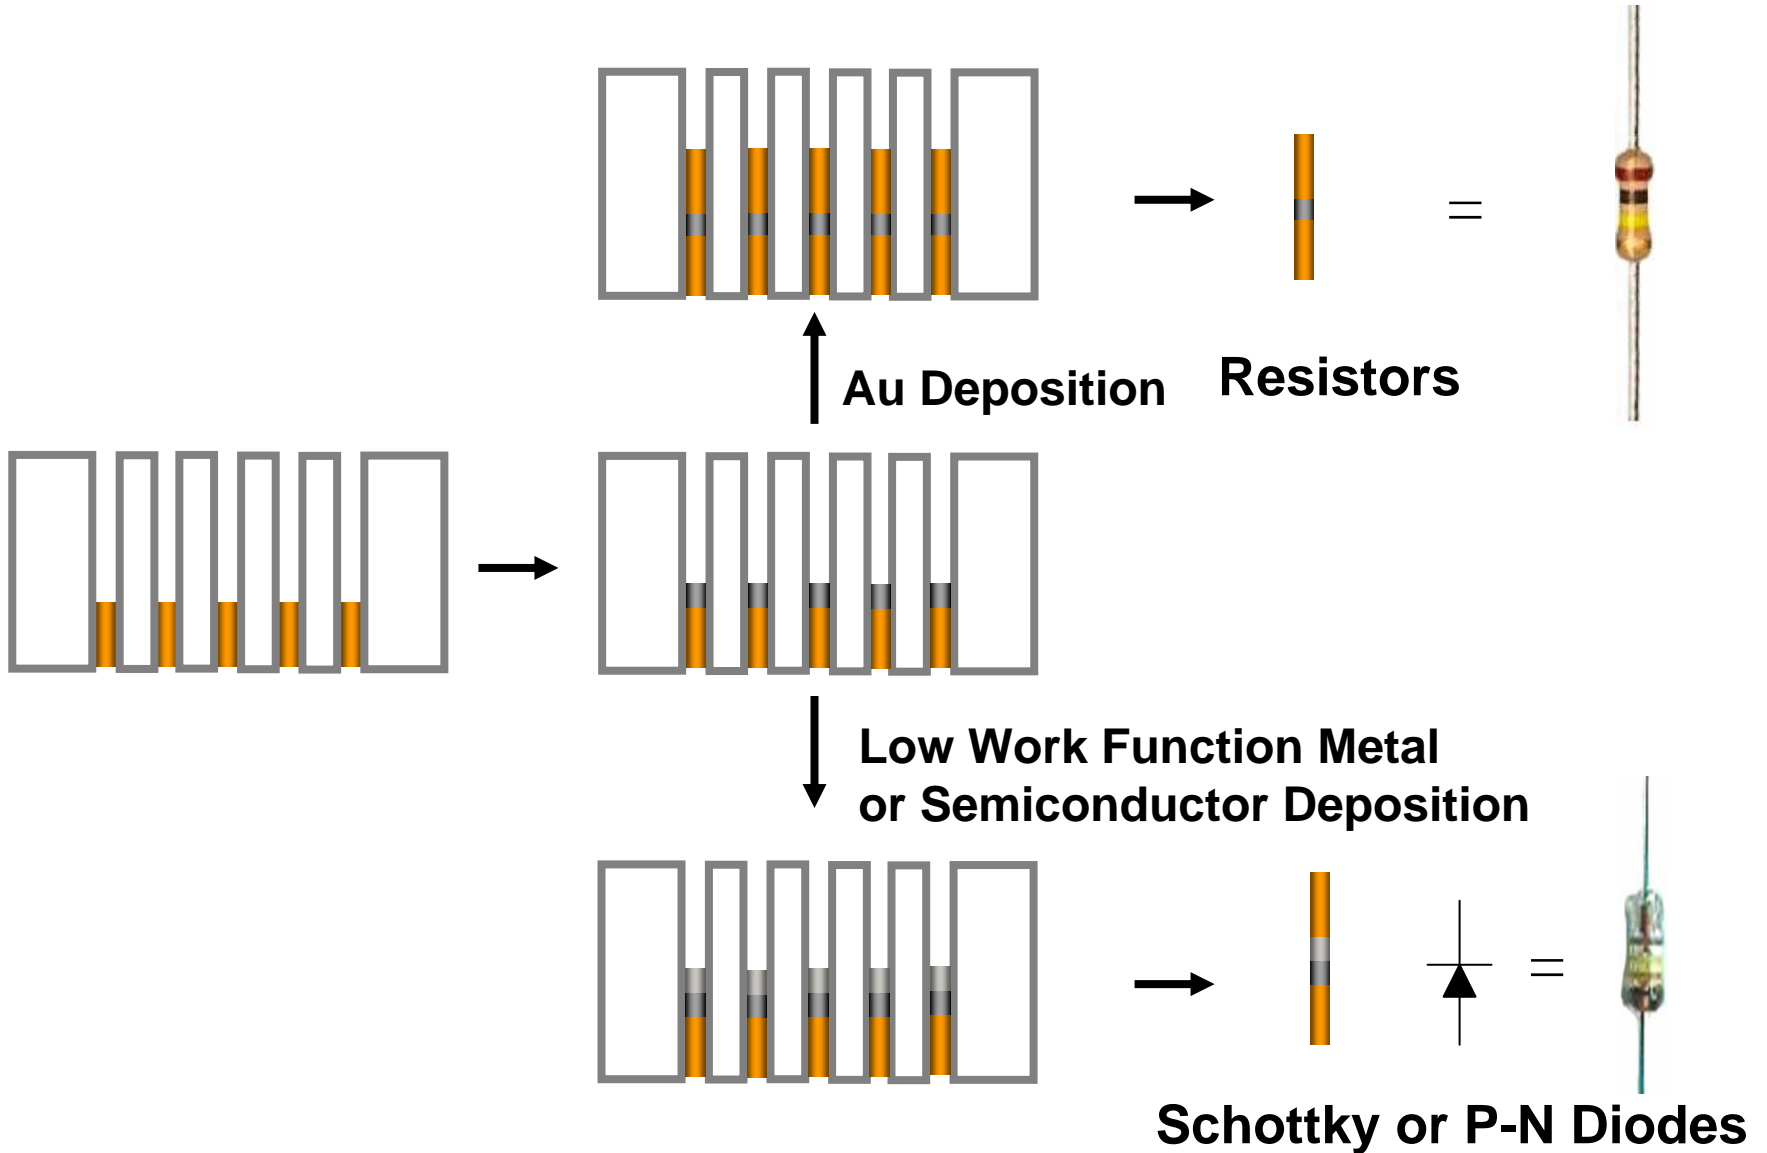 Au Deposition
Resistors
=
Low Work Function Metal
or Semiconductor Deposition
=
Schottky or P-N Diodes